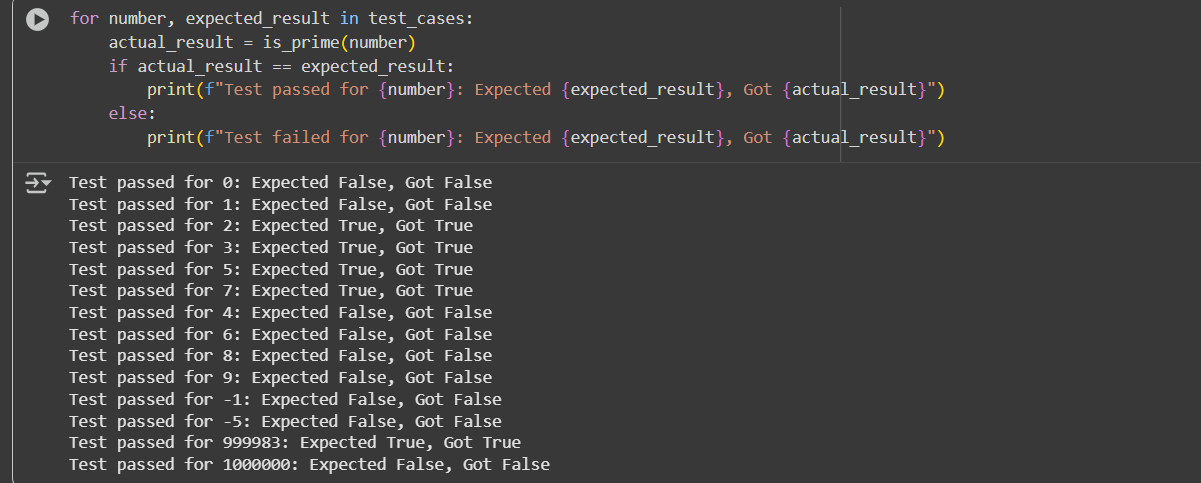 for number, expected_result in test_cases:
    actual_result = is_prime(number)
    if actual_result == expected_result:
        print(f"Test passed for {number}: Expected {expected_result}, Got {actual_result}")
    else:
        print(f"Test failed for {number}: Expected {expected_result}, Got {actual_result}")
Test passed for 0: Expected False, Got False
Test passed for 1: Expected False, Got False
Test passed for 2: Expected True, Got True
Test passed for 3: Expected True, Got True
Test passed for 5: Expected True, Got True
Test passed for 7: Expected True, Got True
Test passed for 4: Expected False, Got False
Test passed for 6: Expected False, Got False
Test passed for 8: Expected False, Got False
Test passed for 9: Expected False, Got False
Test passed for -1: Expected False, Got False
Test passed for -5: Expected False, Got False
Test passed for 999983: Expected True, Got True
Test passed for 1000000: Expected False, Got False